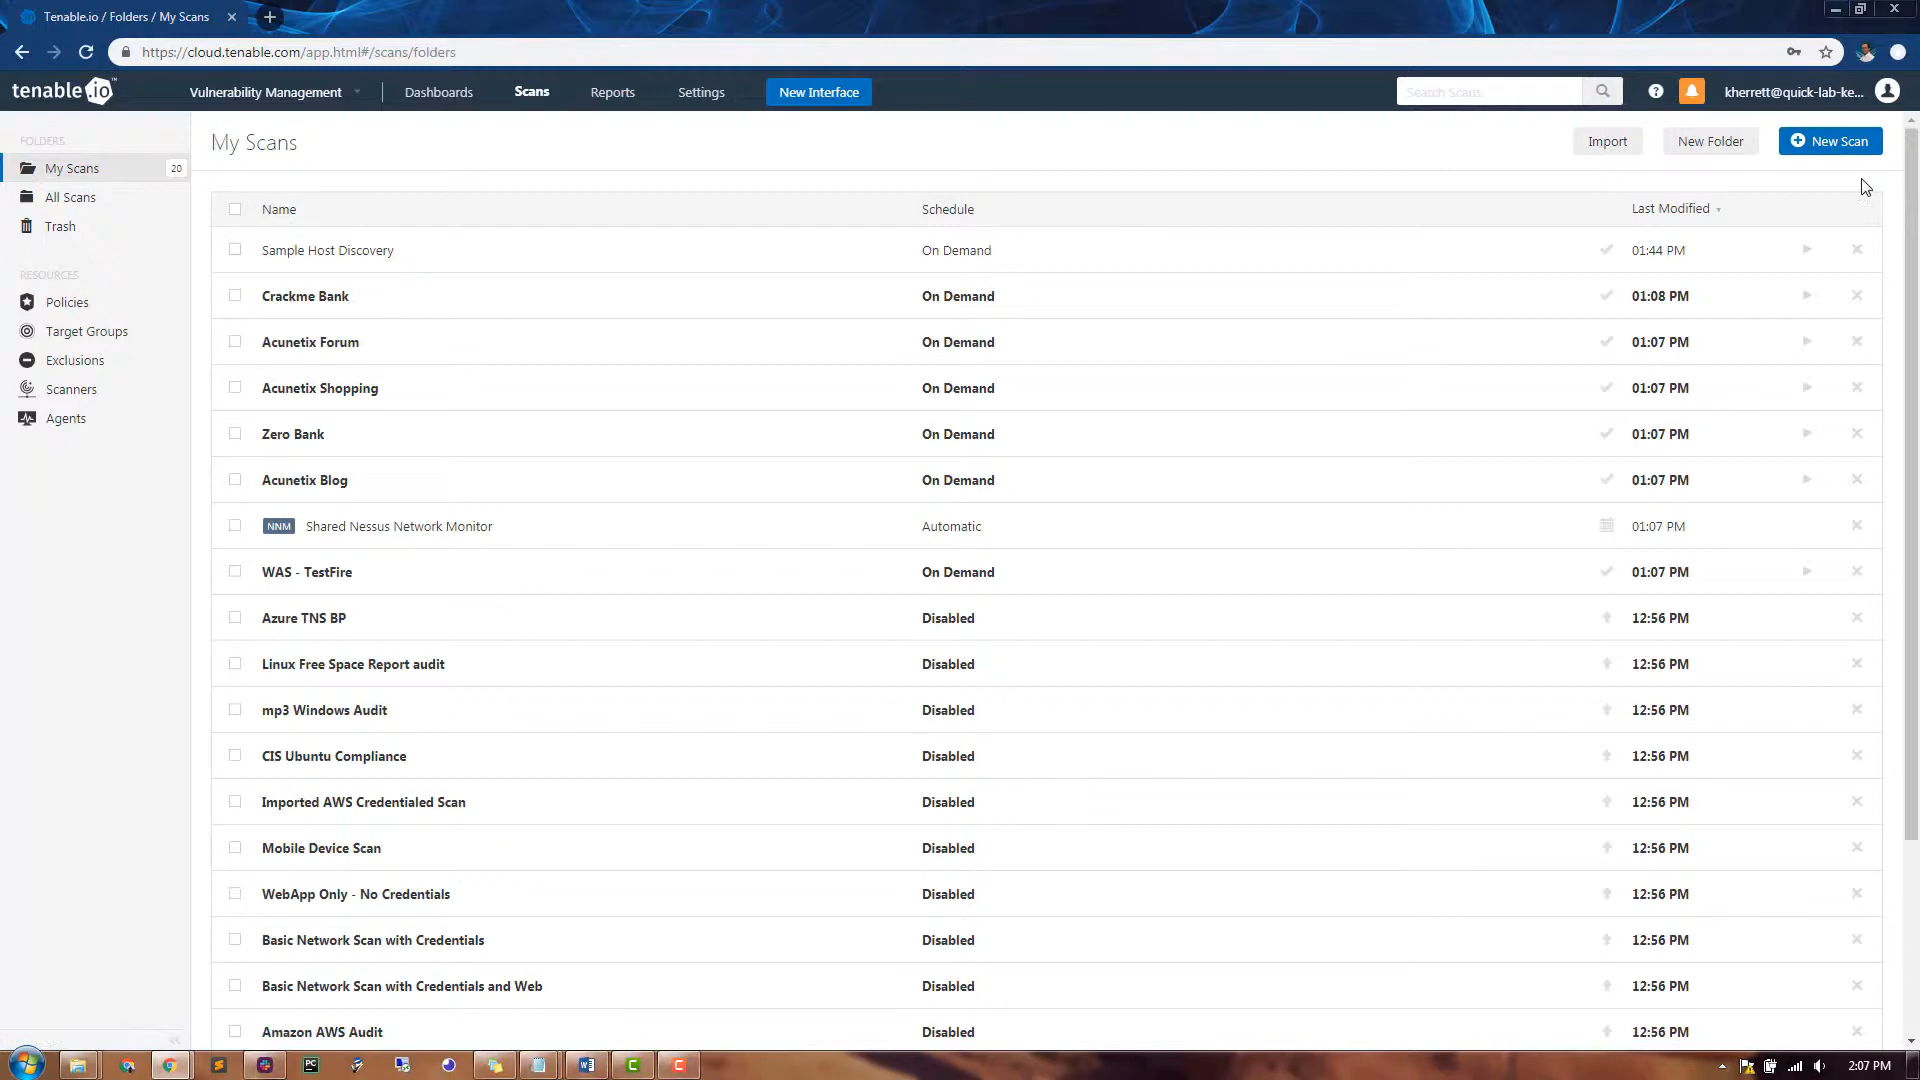 Tenable.io / Folders / My Scans
https://cloud.tenable.com/app.html#/scans/folders
tenable.io™
Vulnerability Management
Dashboards
Scans
Reports
Settings
New Interface
Search Scans
kherrett@quick-lab-ke...
FOLDERS
My Scans 20
All Scans
Trash
RESOURCES
Policies
Target Groups
Exclusions
Scanners
Agents
My Scans
Import
New Folder
New Scan
Name Schedule Last Modified
Sample Host Discovery On Demand 01:44 PM
Crackme Bank On Demand 01:08 PM
Acunetix Forum On Demand 01:07 PM
Acunetix Shopping On Demand 01:07 PM
Zero Bank On Demand 01:07 PM
Acunetix Blog On Demand 01:07 PM
NNM Shared Nessus Network Monitor Automatic 01:07 PM
WAS - TestFire On Demand 01:07 PM
Azure TNS BP Disabled 12:56 PM
Linux Free Space Report audit Disabled 12:56 PM
mp3 Windows Audit Disabled 12:56 PM
CIS Ubuntu Compliance Disabled 12:56 PM
Imported AWS Credentialed Scan Disabled 12:56 PM
Mobile Device Scan Disabled 12:56 PM
WebApp Only - No Credentials Disabled 12:56 PM
Basic Network Scan with Credentials Disabled 12:56 PM
Basic Network Scan with Credentials and Web Disabled 12:56 PM
Amazon AWS Audit Disabled 12:56 PM
2:07 PM